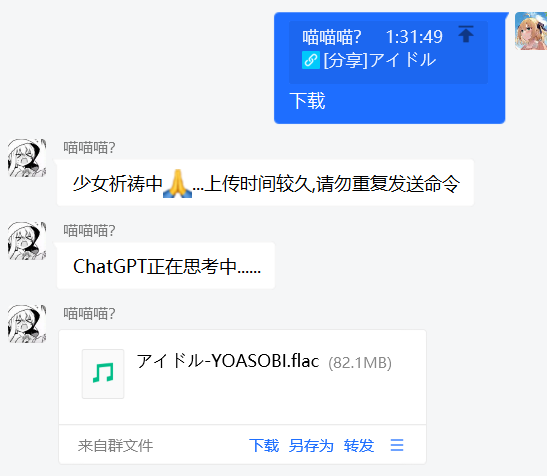 喵喵喵? 1:31:49
[分享]アイドル
下载
喵喵喵?
少女祈祷中🙏...上传时间较久,请勿重复发送命令
喵喵喵?
ChatGPT正在思考中......
喵喵喵?
アイドル-YOASOBI.flac (82.1MB)
来自群文件 下载 另存为 转发